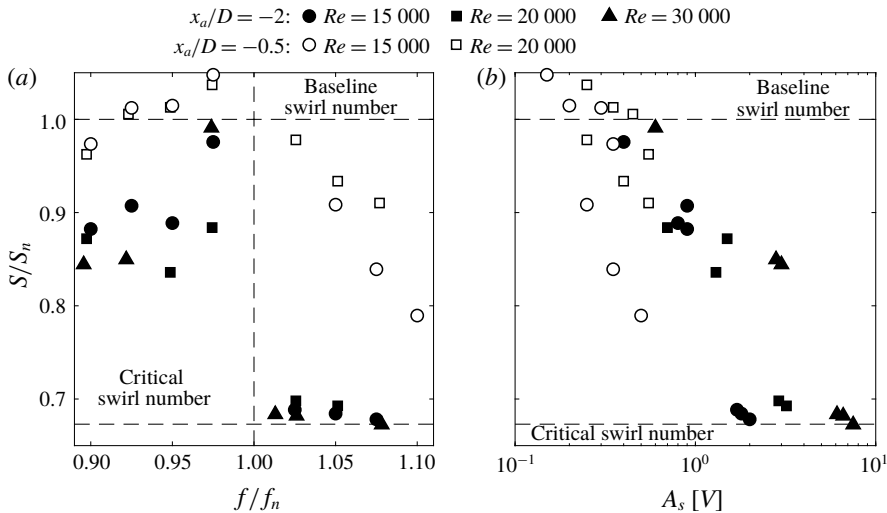 x_a/D = −2: ● Re = 15 000 ■ Re = 20 000 ▲ Re = 30 000
x_a/D = −0.5: ○ Re = 15 000 □ Re = 20 000
(a)
Baseline
swirl number
1.0
0.9
0.8
0.7
S/S_n
Critical
swirl number
0.90 0.95 1.00 1.05 1.10
f/f_n
(b)
Baseline
swirl number
Critical swirl number
10^−1 10^0 10^1
A_s [V]